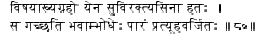 विषयास्यग्रहो येन सुविरक्त्यसिना हतः ।
स गच्छति भवाम्भोधेः पारं प्रत्यूहवर्जितः ॥ ८० ॥